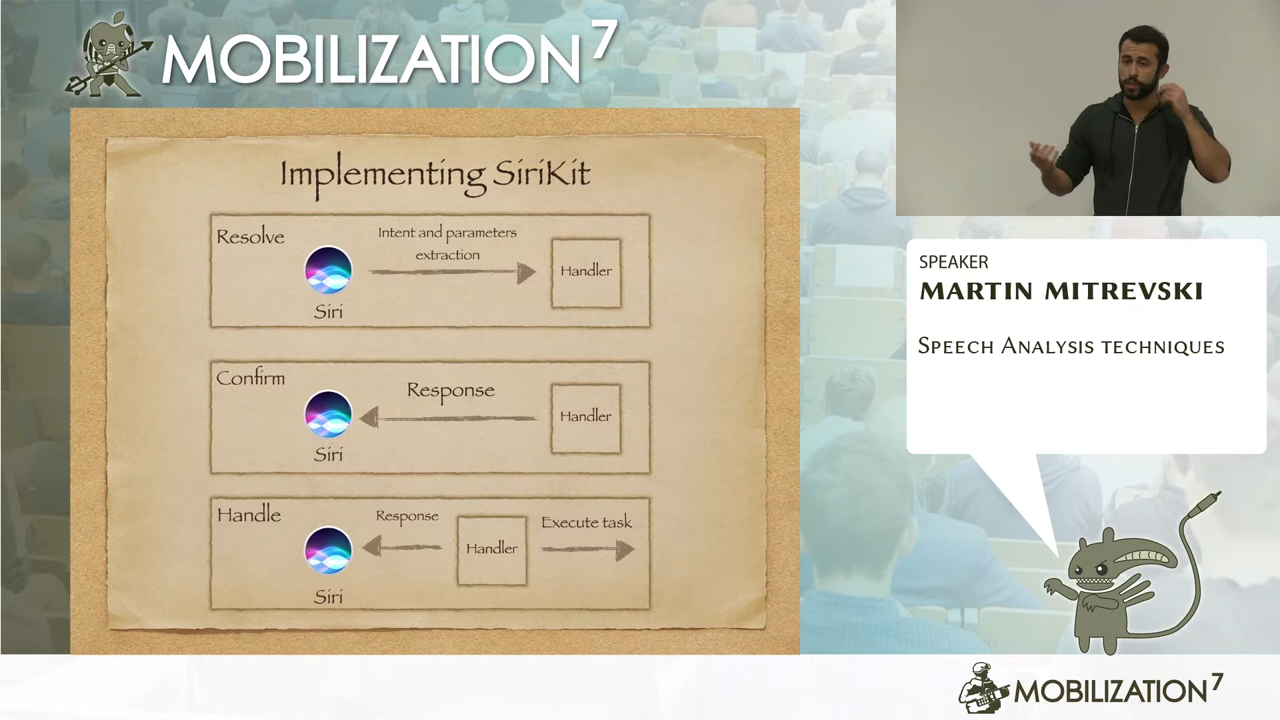 MOBILIZATION 7
Implementing SiriKit
Resolve
Intent and parameters
extraction
Handler
Siri
Confirm
Response
Handler
Siri
Handle
Response
Handler
Execute task
Siri
SPEAKER
MARTIN MITREVSKI
SPEECH ANALYSIS TECHNIQUES
MOBILIZATION 7